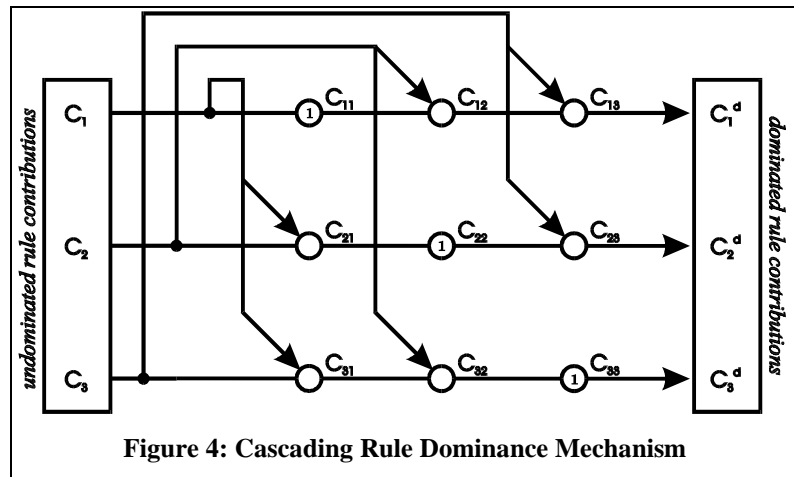 undominated rule contributions
C₁
1
C₁₁
C₁₂
C₁₃
C₁ᵈ
C₂
C₂₁
1
C₂₂
C₂₃
C₂ᵈ
C₃
C₃₁
C₃₂
1
C₃₃
C₃ᵈ
dominated rule contributions
Figure 4: Cascading Rule Dominance Mechanism